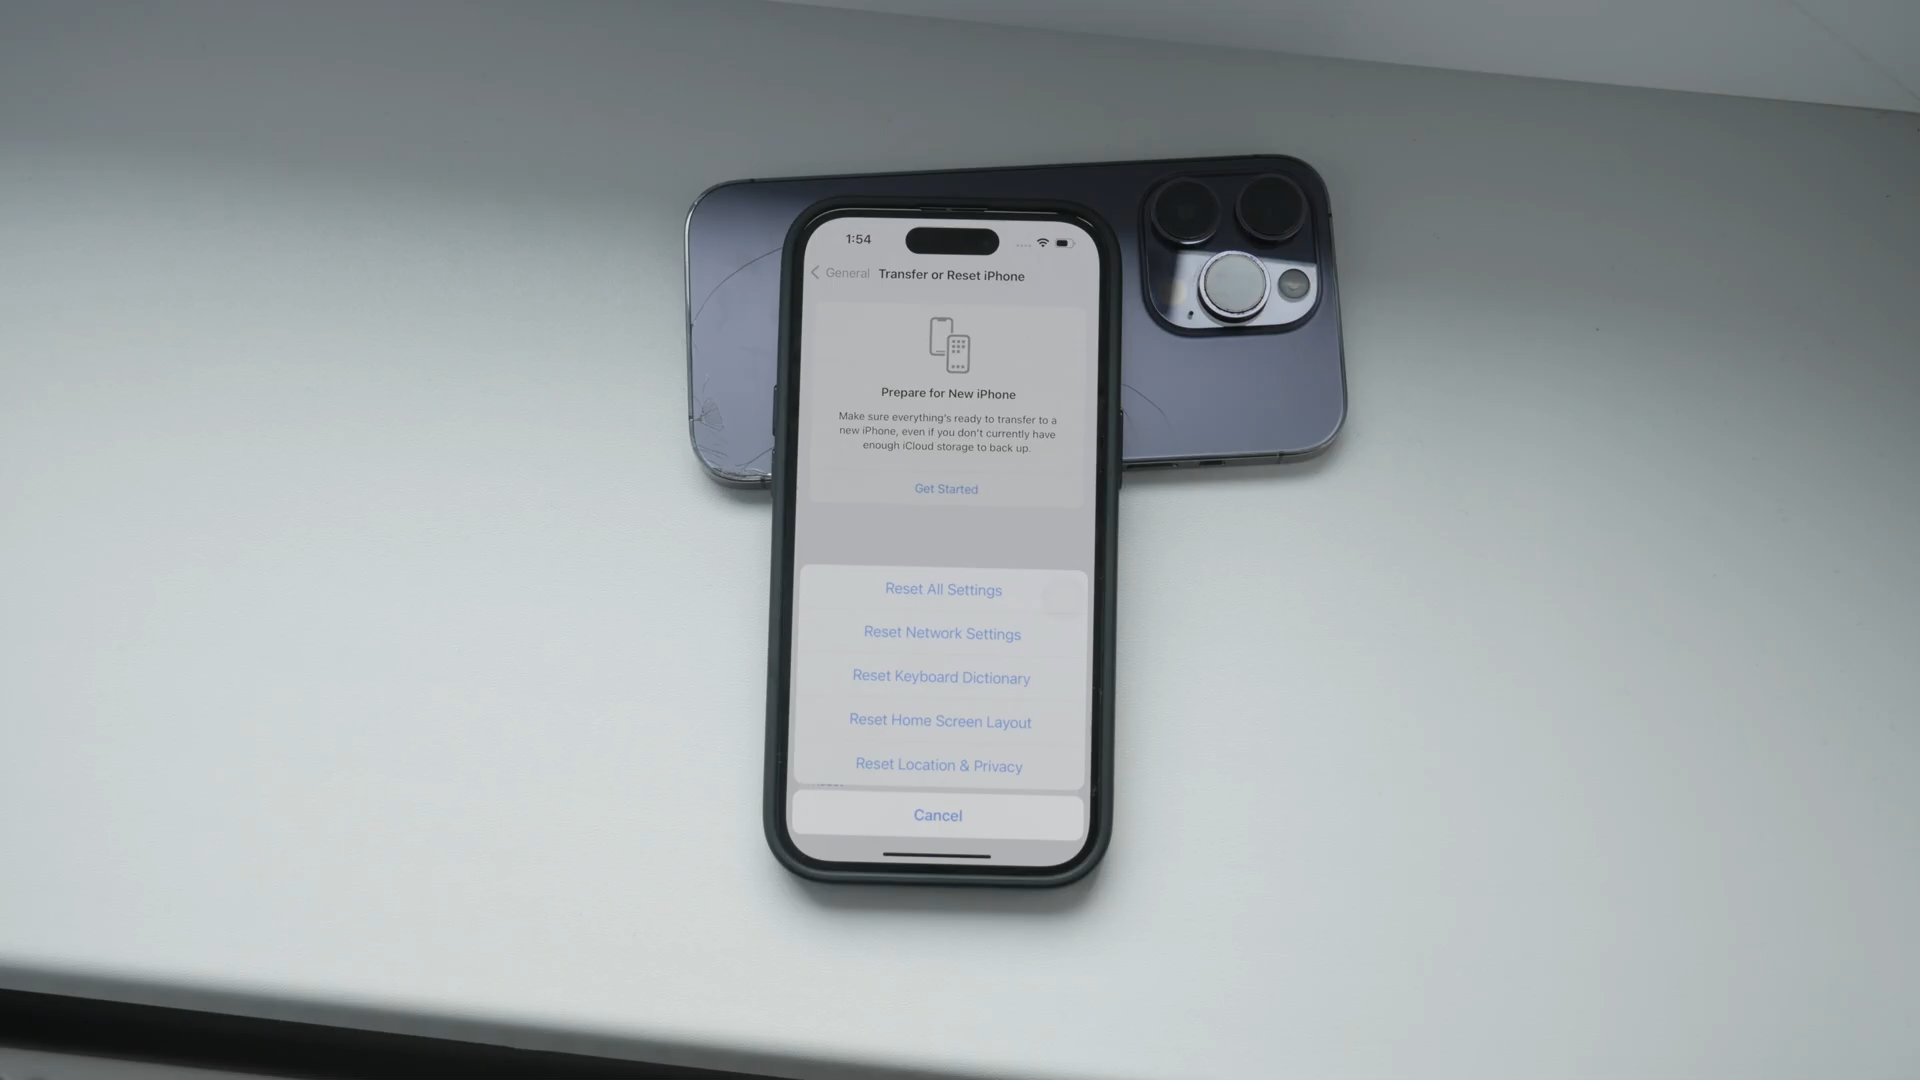 1:54
General Transfer or Reset iPhone
Prepare for New iPhone
Make sure everything's ready to transfer to a
new iPhone, even if you don't currently have
enough iCloud storage to back up.
Get Started
Reset All Settings
Reset Network Settings
Reset Keyboard Dictionary
Reset Home Screen Layout
Reset Location & Privacy
Cancel